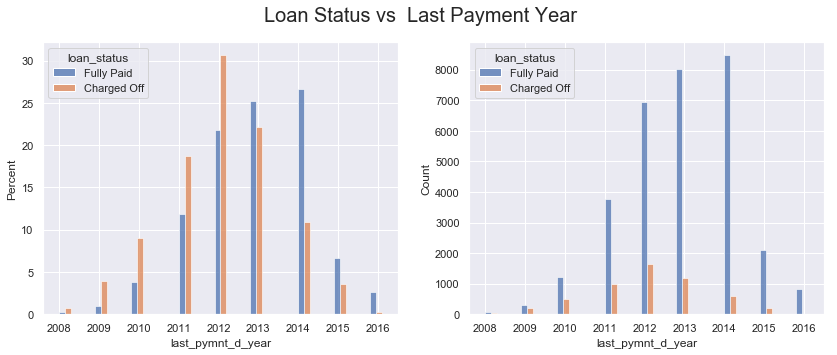 Loan Status vs  Last Payment Year
loan_status
Fully Paid
Charged Off
30
25
20
15
10
5
0
Percent
2008 2009 2010 2011 2012 2013 2014 2015 2016
last_pymnt_d_year
loan_status
Fully Paid
Charged Off
8000
7000
6000
5000
4000
3000
2000
1000
0
Count
2008 2009 2010 2011 2012 2013 2014 2015 2016
last_pymnt_d_year